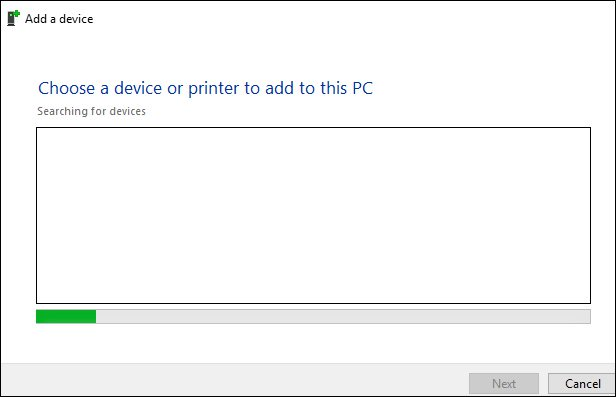 Add a device
Choose a device or printer to add to this PC
Searching for devices
Next
Cancel